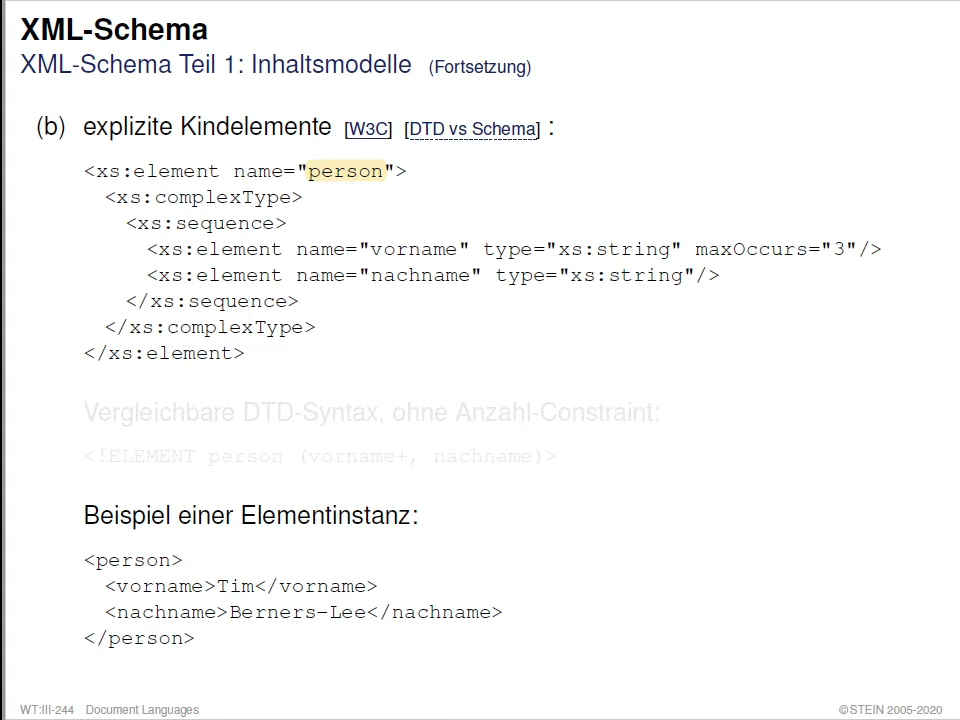 XML-Schema
XML-Schema Teil 1: Inhaltsmodelle (Fortsetzung)
(b) explizite Kindelemente [W3C] [DTD vs Schema] :
<xs:element name="person">
<xs:complexType>
<xs:sequence>
<xs:element name="vorname" type="xs:string" maxOccurs="3"/>
<xs:element name="nachname" type="xs:string"/>
</xs:sequence>
</xs:complexType>
</xs:element>
Vergleichbare DTD-Syntax, ohne Anzahl-Constraint:
<!ELEMENT person (vorname+, nachname)>
Beispiel einer Elementinstanz:
<person>
<vorname>Tim</vorname>
<nachname>Berners-Lee</nachname>
</person>
WT:III-244 Document Languages ©STEIN 2005-2020